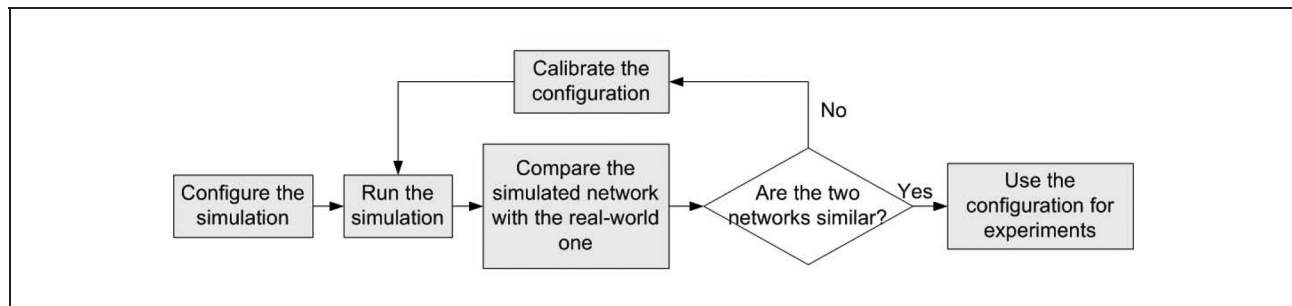 Calibrate the
configuration
No
Configure the
simulation
Run the
simulation
Compare the
simulated network
with the real-world
one
Are the two
networks similar?
Yes
Use the
configuration for
experiments